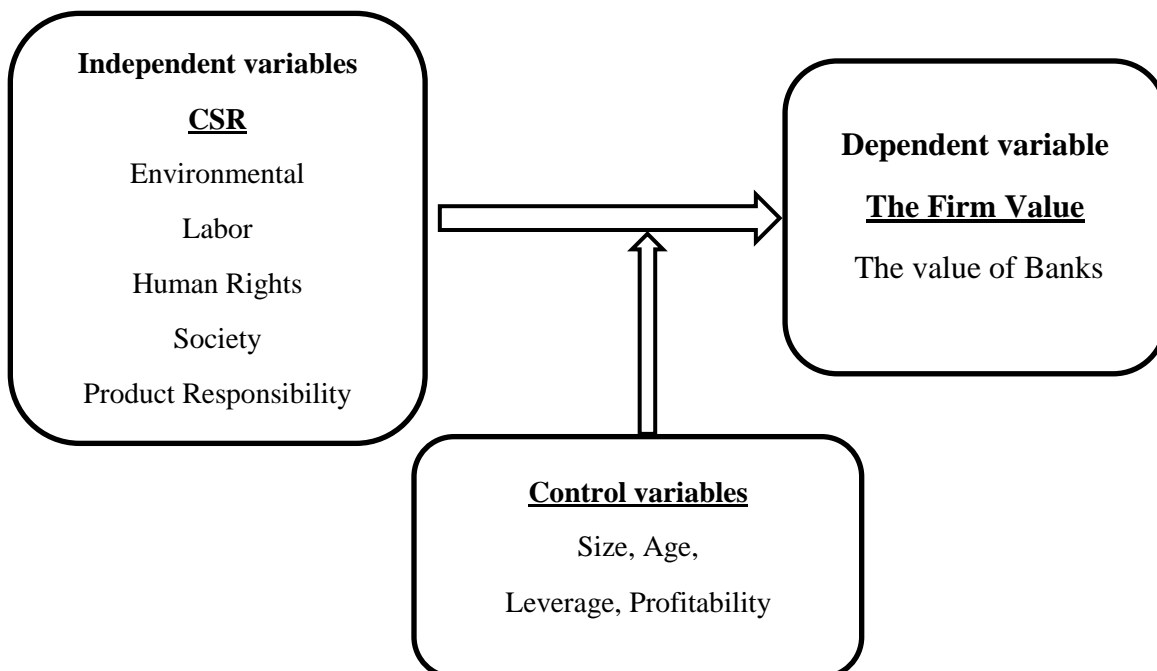 Independent variables
CSR
Environmental
Labor
Human Rights
Society
Product Responsibility
Dependent variable
The Firm Value
The value of Banks
Control variables
Size, Age,
Leverage, Profitability